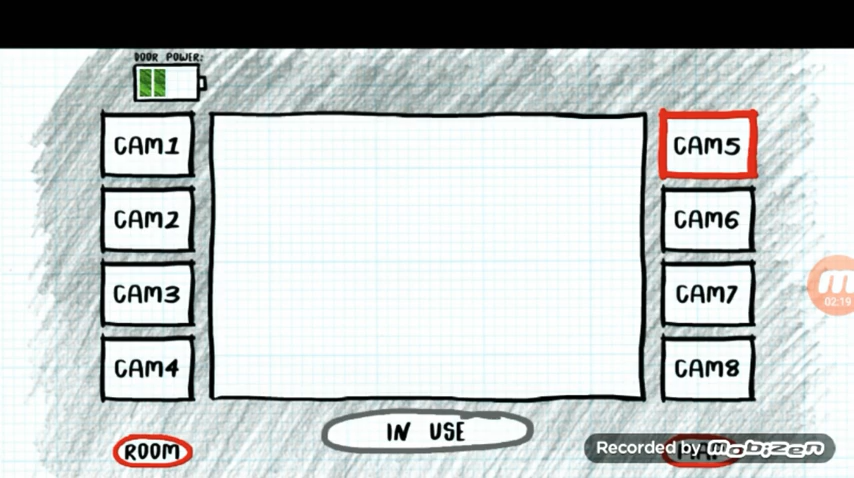 DOOR POWER:
CAM1
CAM5
CAM2
CAM6
CAM3
CAM7
02:19
CAM4
CAM8
IN USE
ROOM
Recorded by mobizen